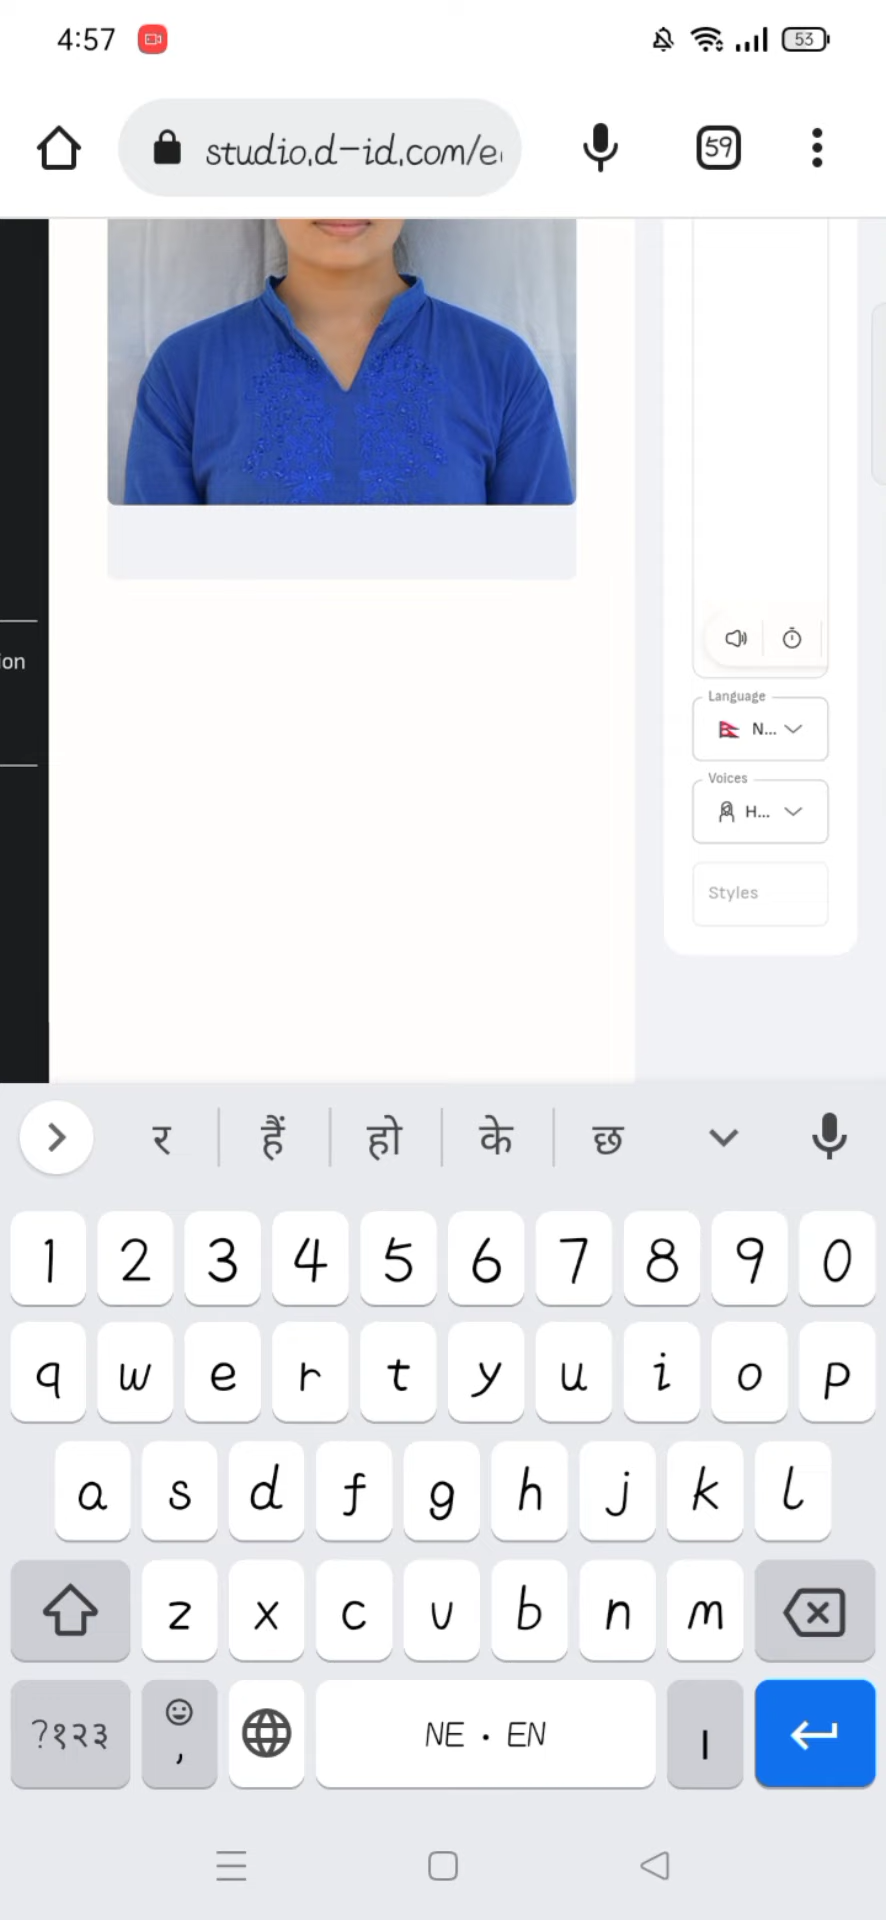 4:57
53
studio.d-id.com/e
59
ion
Language
N...
Voices
H...
Styles
र हैं हो के छ
1 2 3 4 5 6 7 8 9 0
q w e r t y u i o p
a s d f g h j k l
z x c v b n m
?१२३ , NE • EN ।